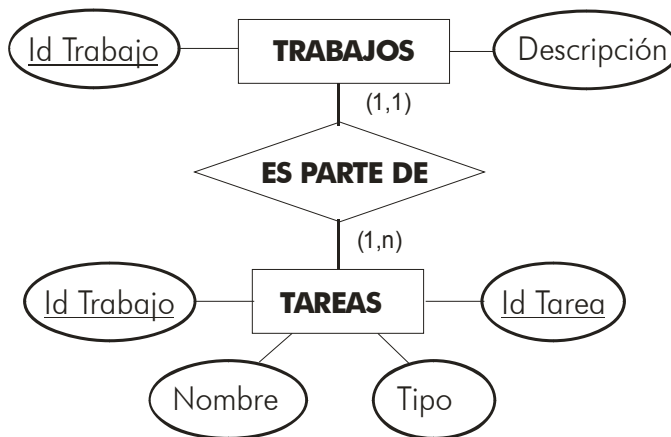 Id Trabajo
TRABAJOS
Descripción
(1,1)
ES PARTE DE
(1,n)
Id Trabajo
TAREAS
Id Tarea
Nombre
Tipo